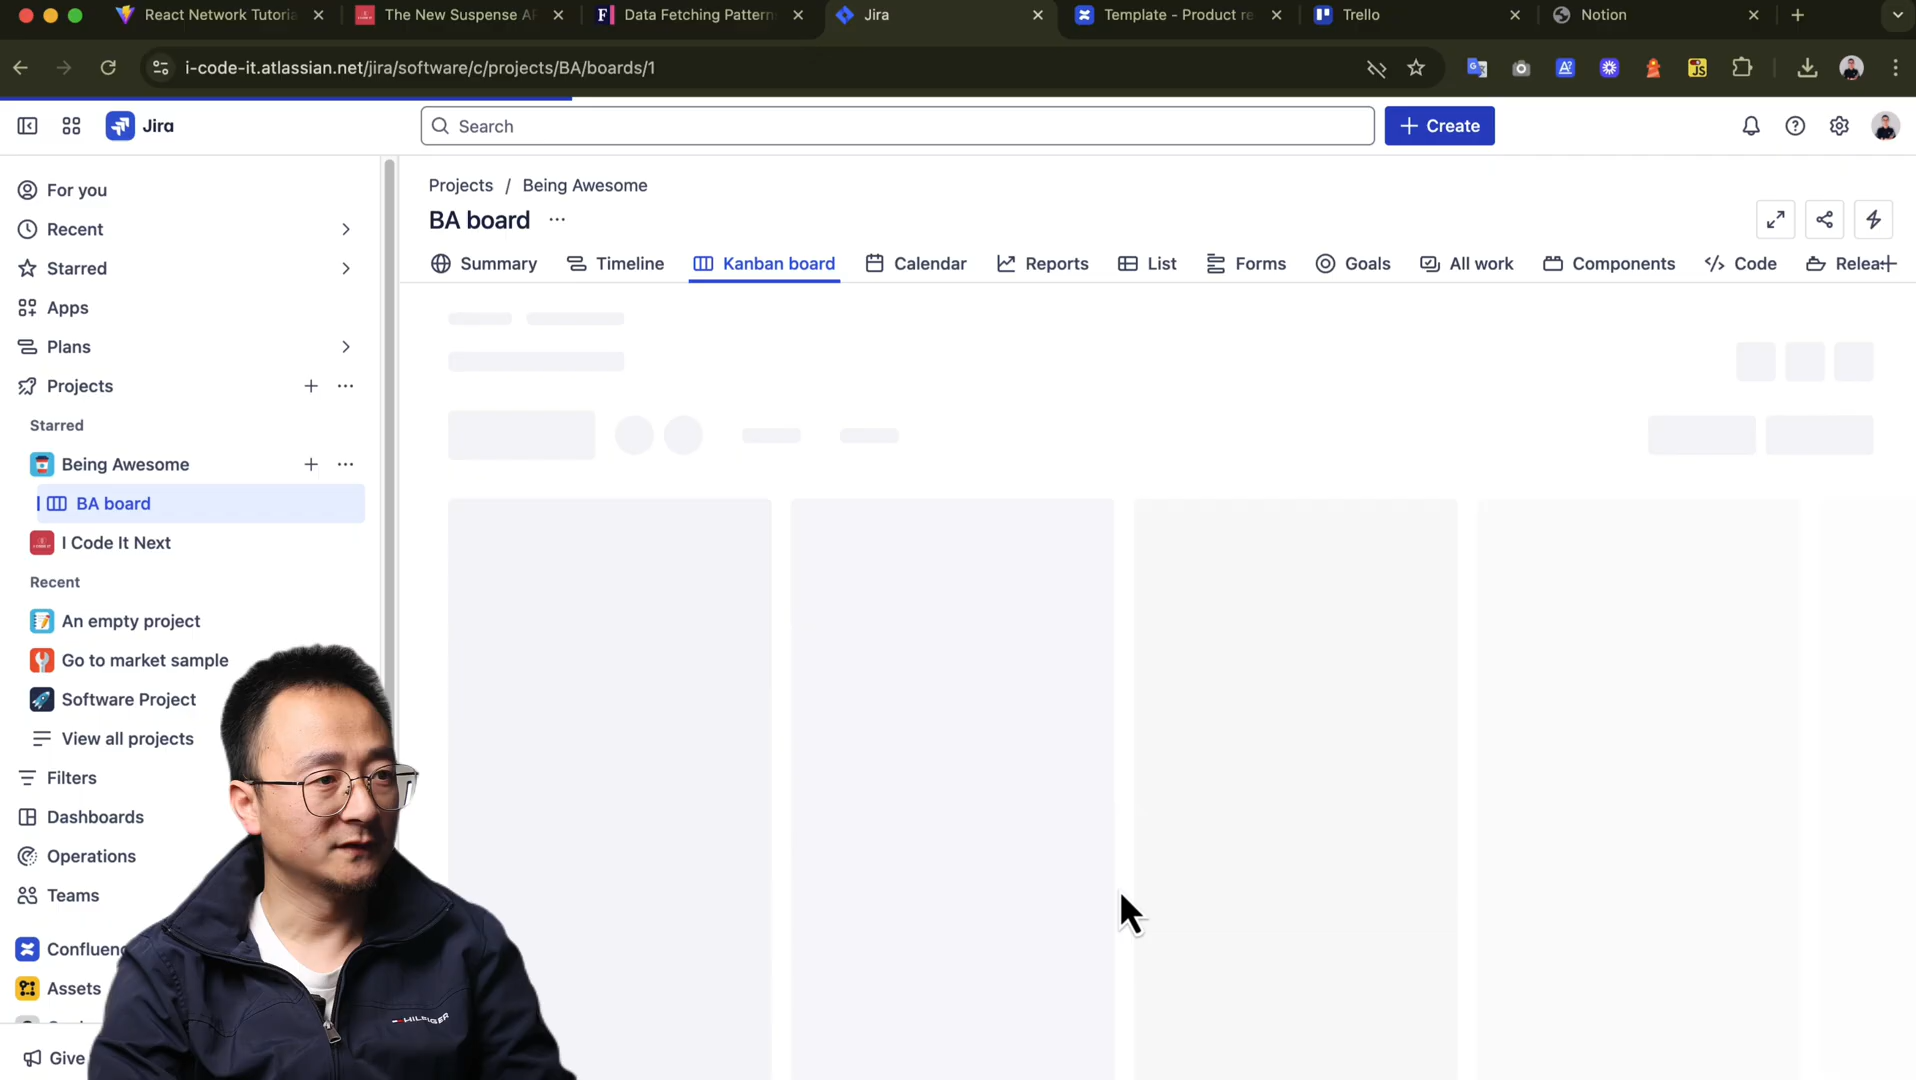 React Network Tutoria
The New Suspense AP
Data Fetching Pattern
Jira
Template - Product re
Trello
Notion
i-code-it.atlassian.net/jira/software/c/projects/BA/boards/1
Jira
Search
Create
For you
Recent
Starred
Apps
Plans
Projects
Starred
Being Awesome
BA board
I Code It Next
Recent
An empty project
Go to market sample
Software Project
View all projects
Filters
Dashboards
Operations
Teams
Confluenc
Assets
Give
Projects / Being Awesome
BA board
Summary
Timeline
Kanban board
Calendar
Reports
List
Forms
Goals
All work
Components
Code
Relea
HILFIGER